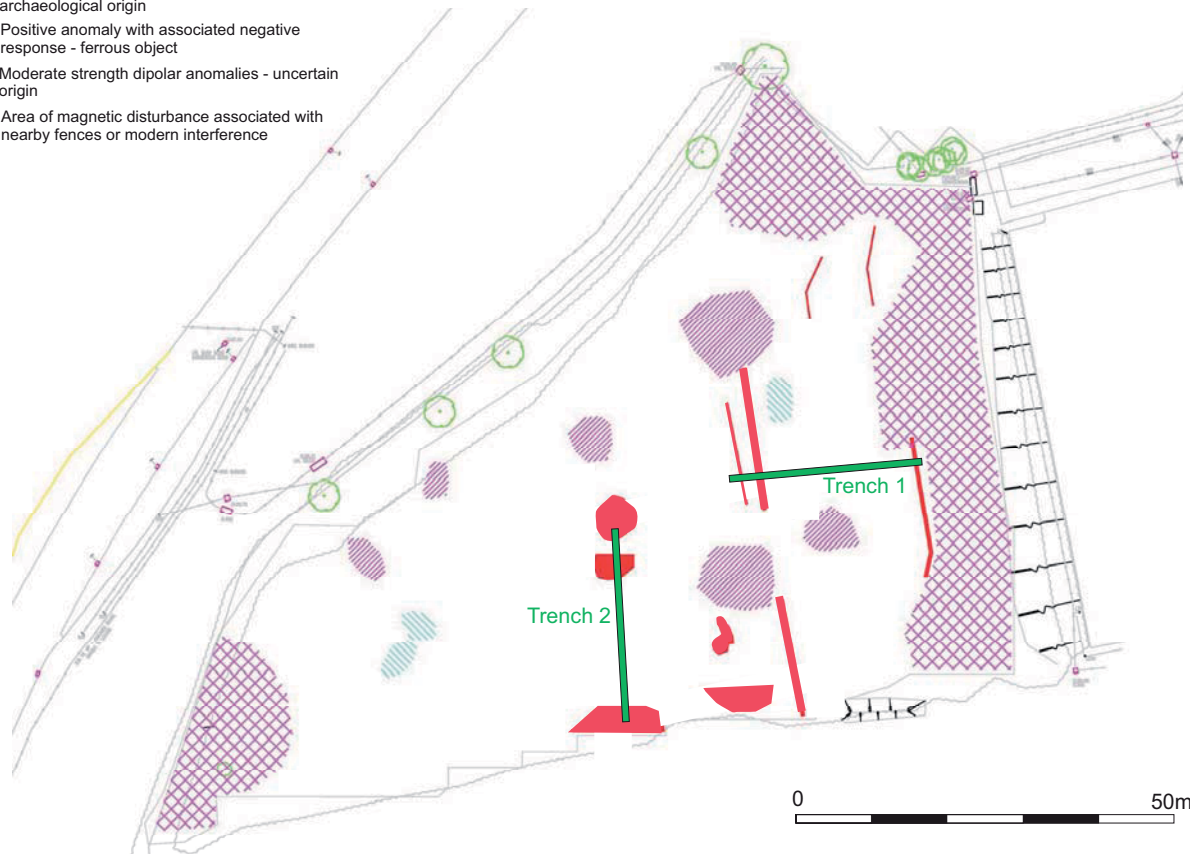 archaeological origin
Positive anomaly with associated negative
response - ferrous object
Moderate strength dipolar anomalies - uncertain
origin
Area of magnetic disturbance associated with
nearby fences or modern interference
Trench 1
Trench 2
0
50m